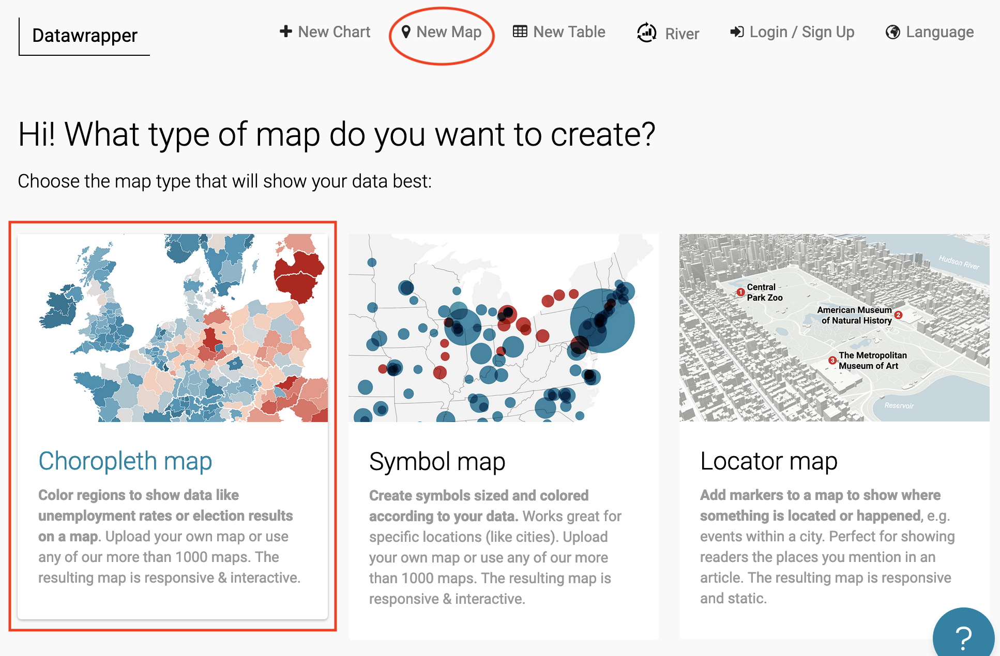 Datawrapper
New Chart
New Map
New Table
River
Login / Sign Up
Language
Hi! What type of map do you want to create?
Choose the map type that will show your data best:
Choropleth map
Color regions to show data like
unemployment rates or election results
on a map. Upload your own map or use
any of our more than 1000 maps. The
resulting map is responsive & interactive.
Symbol map
Create symbols sized and colored
according to your data. Works great for
specific locations (like cities). Upload
your own map or use any of our more
than 1000 maps. The resulting map is
responsive & interactive.
Hudson River
1 Central
Park Zoo
American Museum 2
of Natural History
3 The Metropolitan
Museum of Art
Reservoir
Locator map
Add markers to a map to show where
something is located or happened, e.g.
events within a city. Perfect for showing
readers the places you mention in an
article. The resulting map is responsive
and static.
?